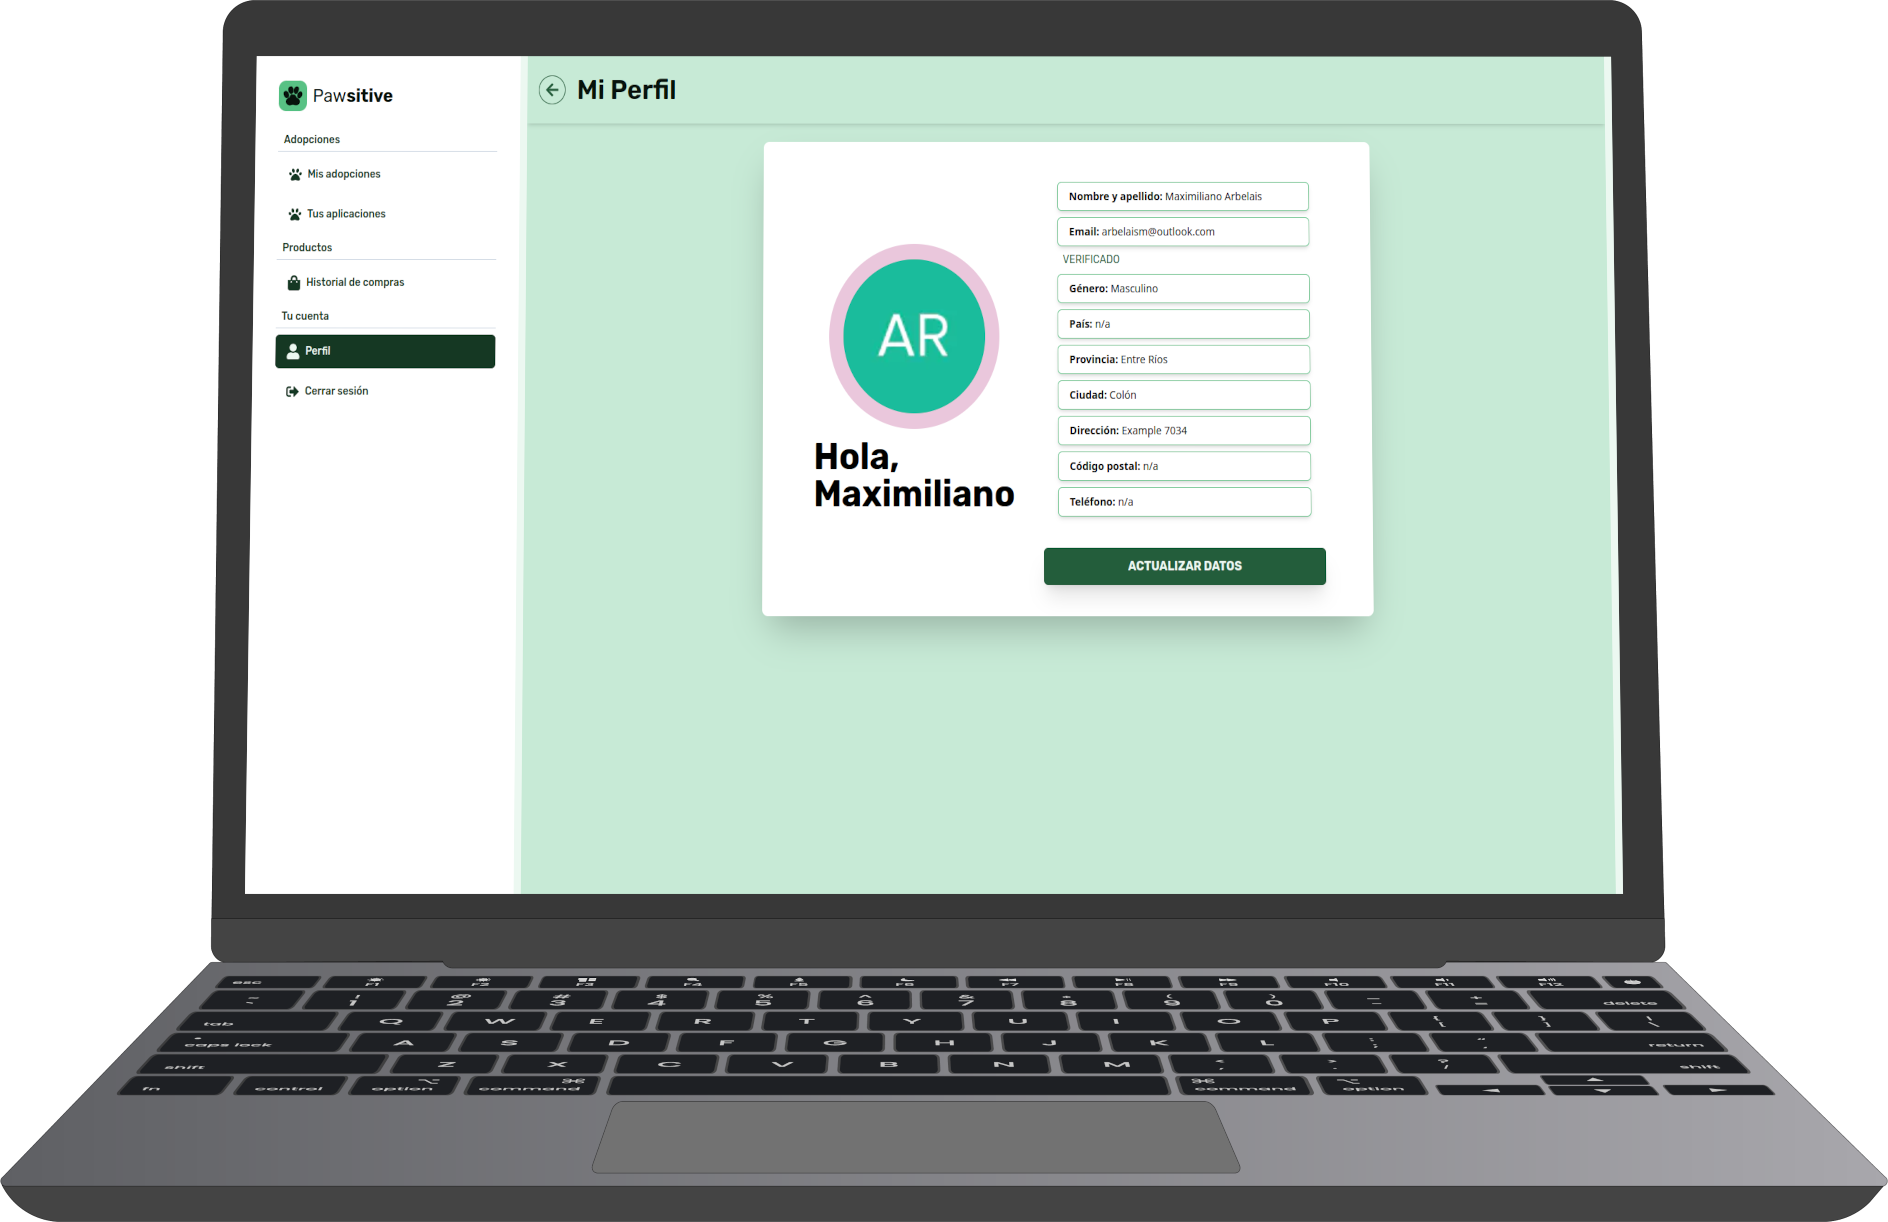 Pawsitive
Adopciones
Mis adopciones
Tus aplicaciones
Productos
Historial de compras
Tu cuenta
Perfil
Cerrar sesión
Mi Perfil
AR
Hola,
Maximiliano
Nombre y apellido: Maximiliano Arbelais
Email: arbelaism@outlook.com
VERIFICADO
Género: Masculino
País: n/a
Provincia: Entre Ríos
Ciudad: Colón
Dirección: Example 7034
Código postal: n/a
Teléfono: n/a
ACTUALIZAR DATOS
esc F1 F2 F3 F4 F5 F6 F7 F8 F9 F10 F11 F12
! @ # $ % ^ & * ( ) _ +
1 2 3 4 5 6 7 8 9 0 - = delete
tab Q W E R T Y U I O P { [ } ] | \
caps lock A S D F G H J K L : ; " ' return
shift Z X C V B N M ? / shift
fn control option command command option